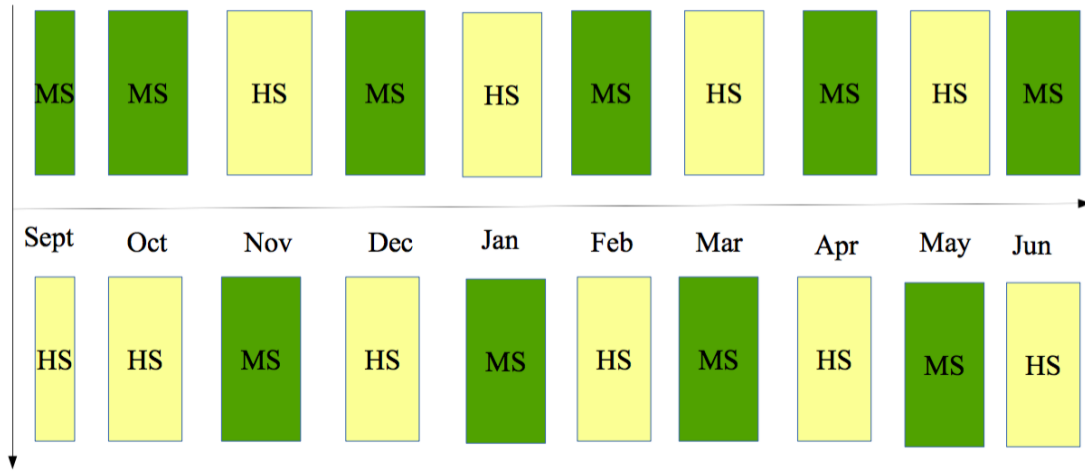 MS MS HS MS HS MS HS MS HS MS
Sept Oct Nov Dec Jan Feb Mar Apr May Jun
HS HS MS HS MS HS MS HS MS HS